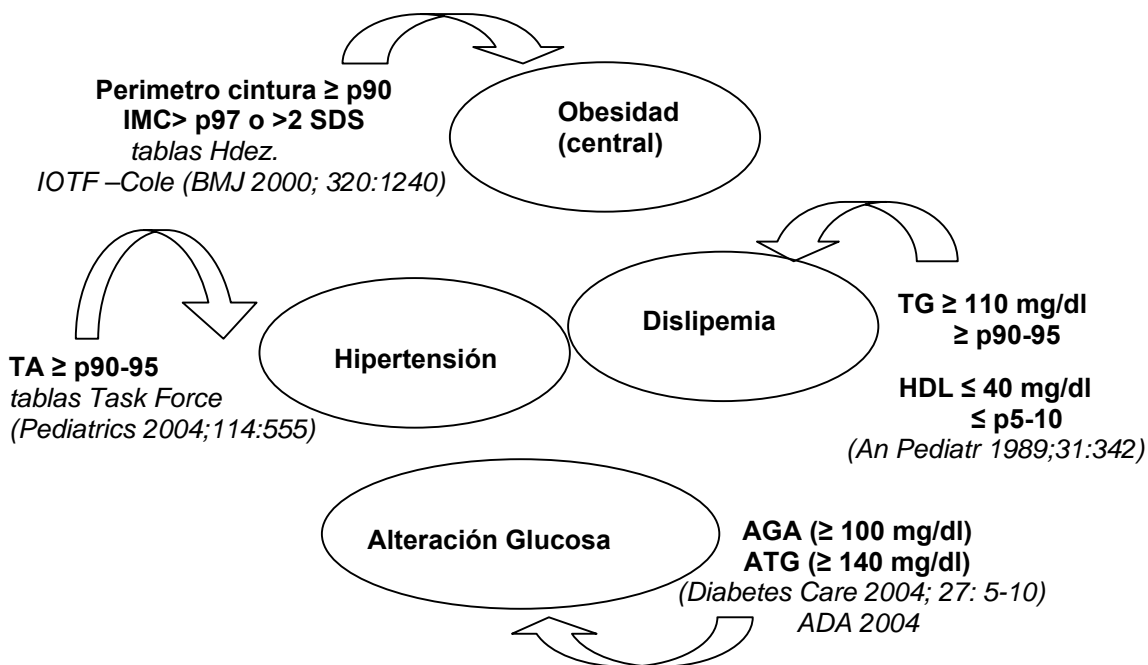 Perimetro cintura ≥ p90
IMC> p97 o >2 SDS
tablas Hdez.
IOTF –Cole (BMJ 2000; 320:1240)
Obesidad
(central)
TA ≥ p90-95
tablas Task Force
(Pediatrics 2004;114:555)
Hipertensión
Dislipemia
TG ≥ 110 mg/dl
≥ p90-95
HDL ≤ 40 mg/dl
≤ p5-10
(An Pediatr 1989;31:342)
Alteración Glucosa
AGA (≥ 100 mg/dl)
ATG (≥ 140 mg/dl)
(Diabetes Care 2004; 27: 5-10)
ADA 2004